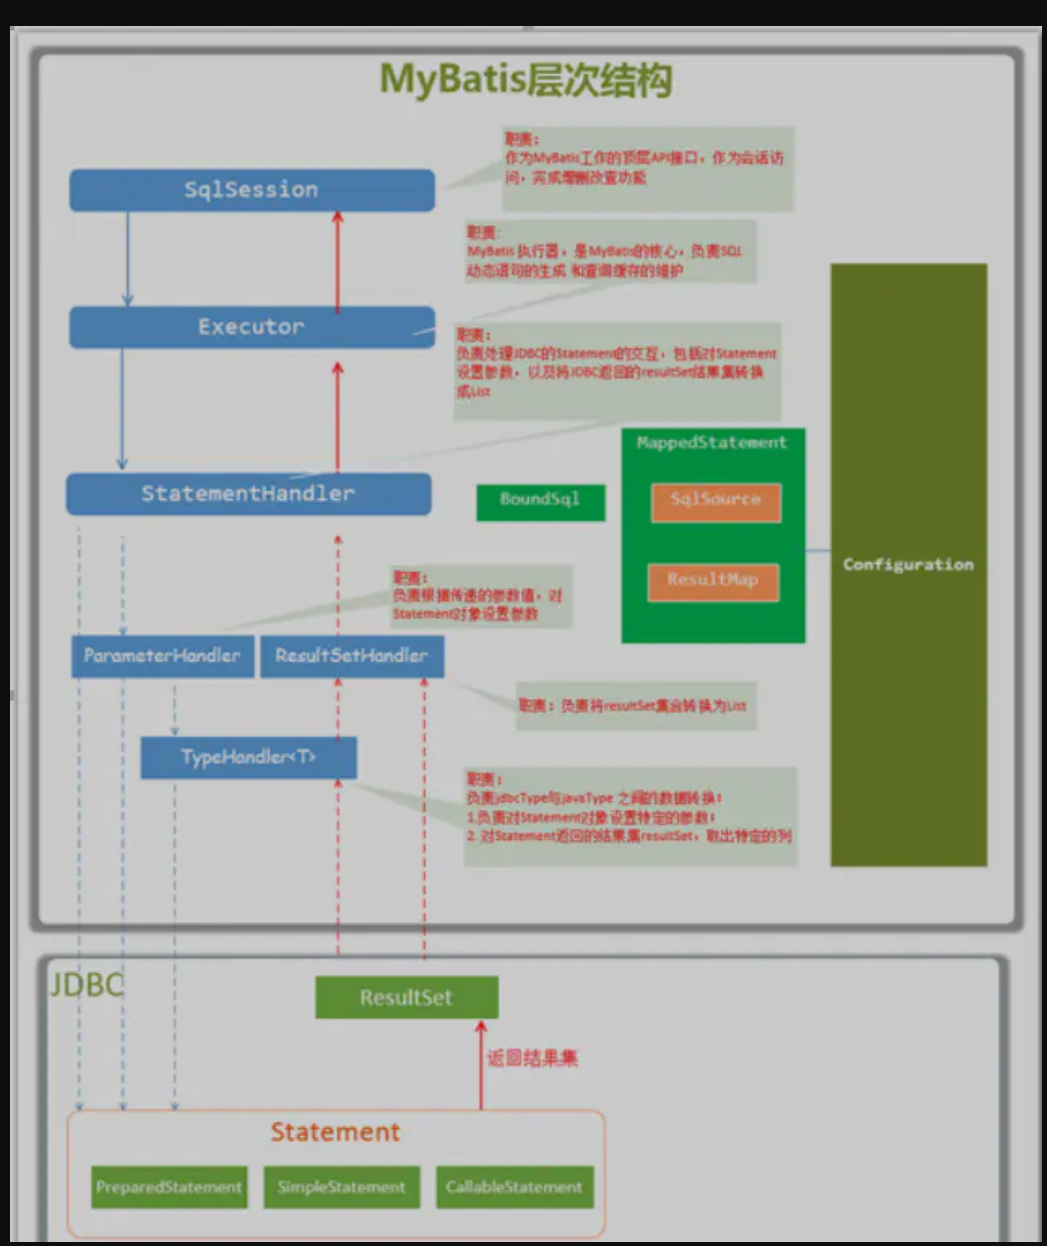 MyBatis层次结构
职责：
作为MyBatis工作的顶层API接口，作为会话访
问，完成增删改查功能
SqlSession
职责:
MyBatis 执行器，是MyBatis的核心，负责SQL
动态语句的生成 和查询缓存的维护
Executor
职责：
负责处理JDBC的Statement的交互，包括对Statement
设置参数，以及将JDBC返回的resultSet结果集转换
成List
MappedStatement
StatementHandler
BoundSql
SqlSource
Configuration
ResultMap
职责：
负责根据传递的参数值，对
Statement对象设置参数
ParameterHandler
ResultSetHandler
职责：负责将resultSet集合转换为List
TypeHandler<T>
职责：
负责jdbcType与javaType 之间的数据转换：
1.负责对Statement对象设置特定的参数：
2. 对Statement返回的结果集resultSet，取出特定的列
JDBC
ResultSet
返回结果集
Statement
PreparedStatement
SimpleStatement
CallableStatement